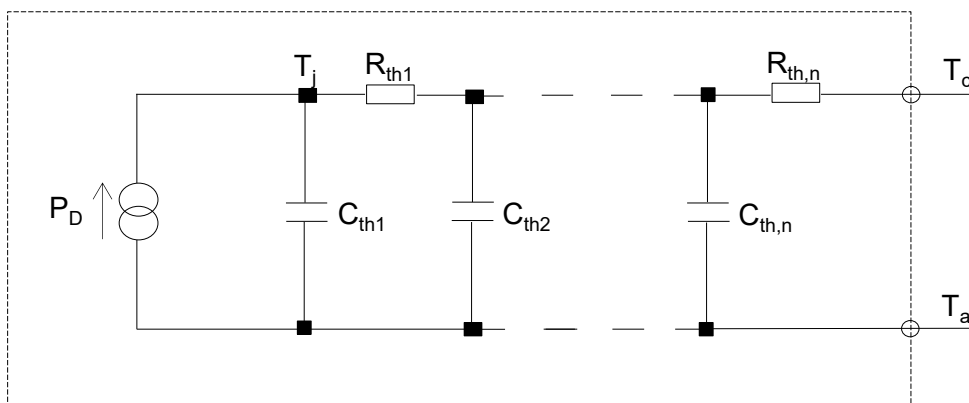 T_j
R_th1
R_th,n
T_c
P_D
C_th1
C_th2
C_th,n
T_a